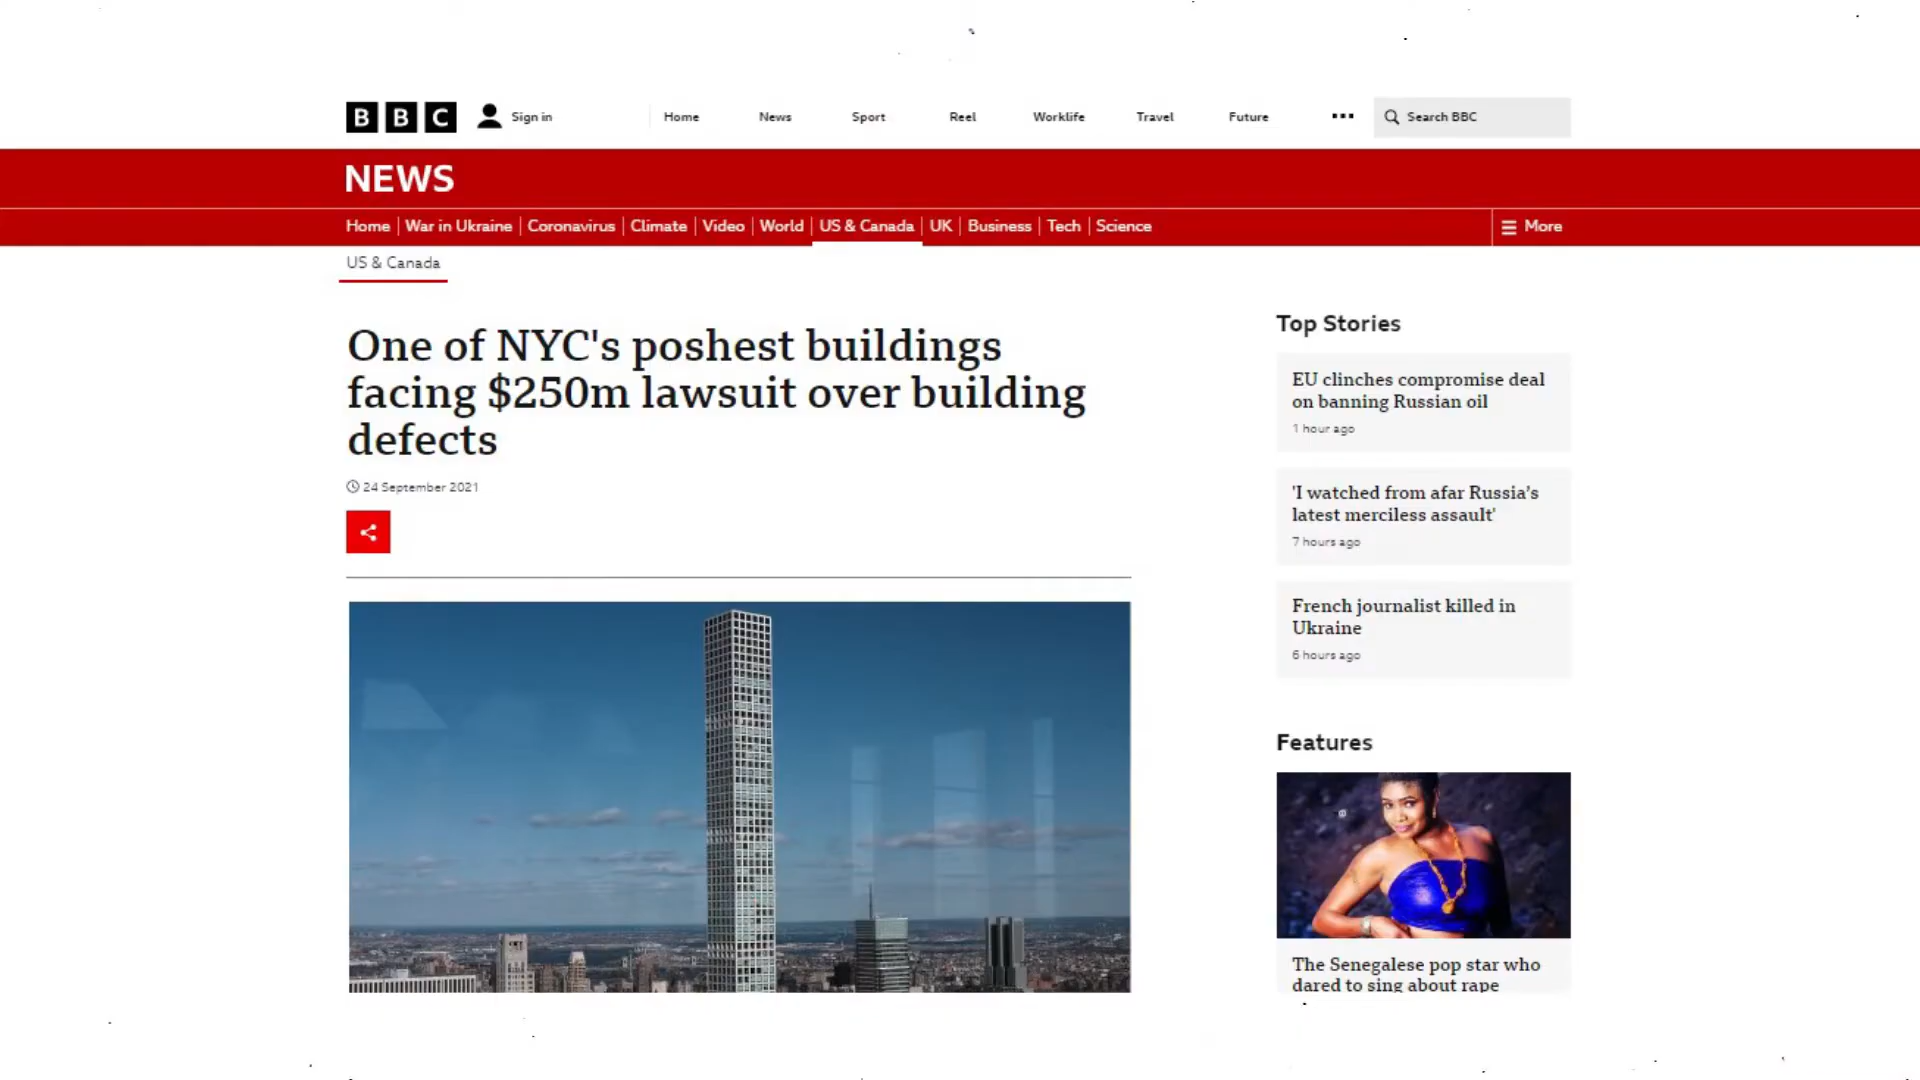 BBC Sign in Home News Sport Reel Worklife Travel Future Search BBC
NEWS
Home War in Ukraine Coronavirus Climate Video World US & Canada UK Business Tech Science More
US & Canada
One of NYC's poshest buildings
facing $250m lawsuit over building
defects
24 September 2021
Top Stories
EU clinches compromise deal
on banning Russian oil
1 hour ago
'I watched from afar Russia's
latest merciless assault'
7 hours ago
French journalist killed in
Ukraine
6 hours ago
Features
The Senegalese pop star who
dared to sing about rape